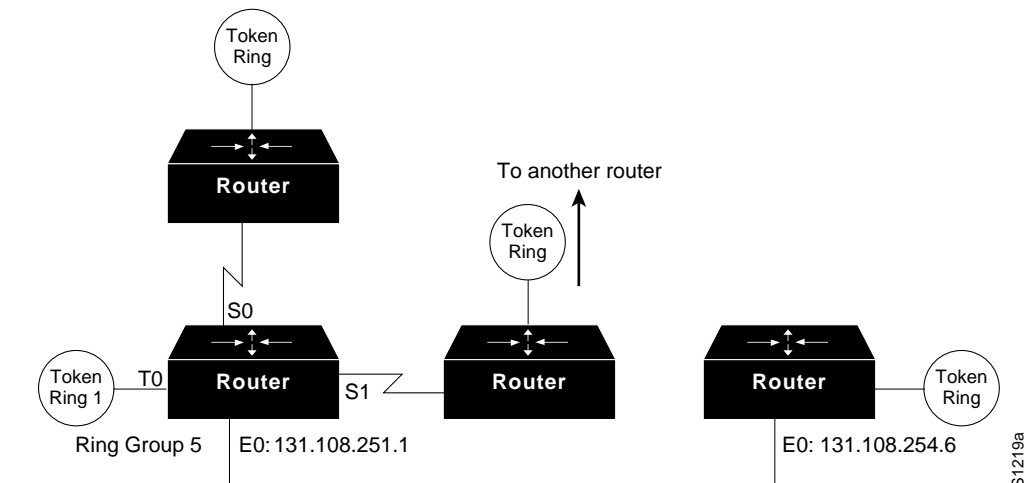 Token
Ring
Router
To another router
Token
Ring
S0
Token
Ring 1
T0
Router
S1
Router
Router
Token
Ring
Ring Group 5
E0: 131.108.251.1
E0: 131.108.254.6
S1219a